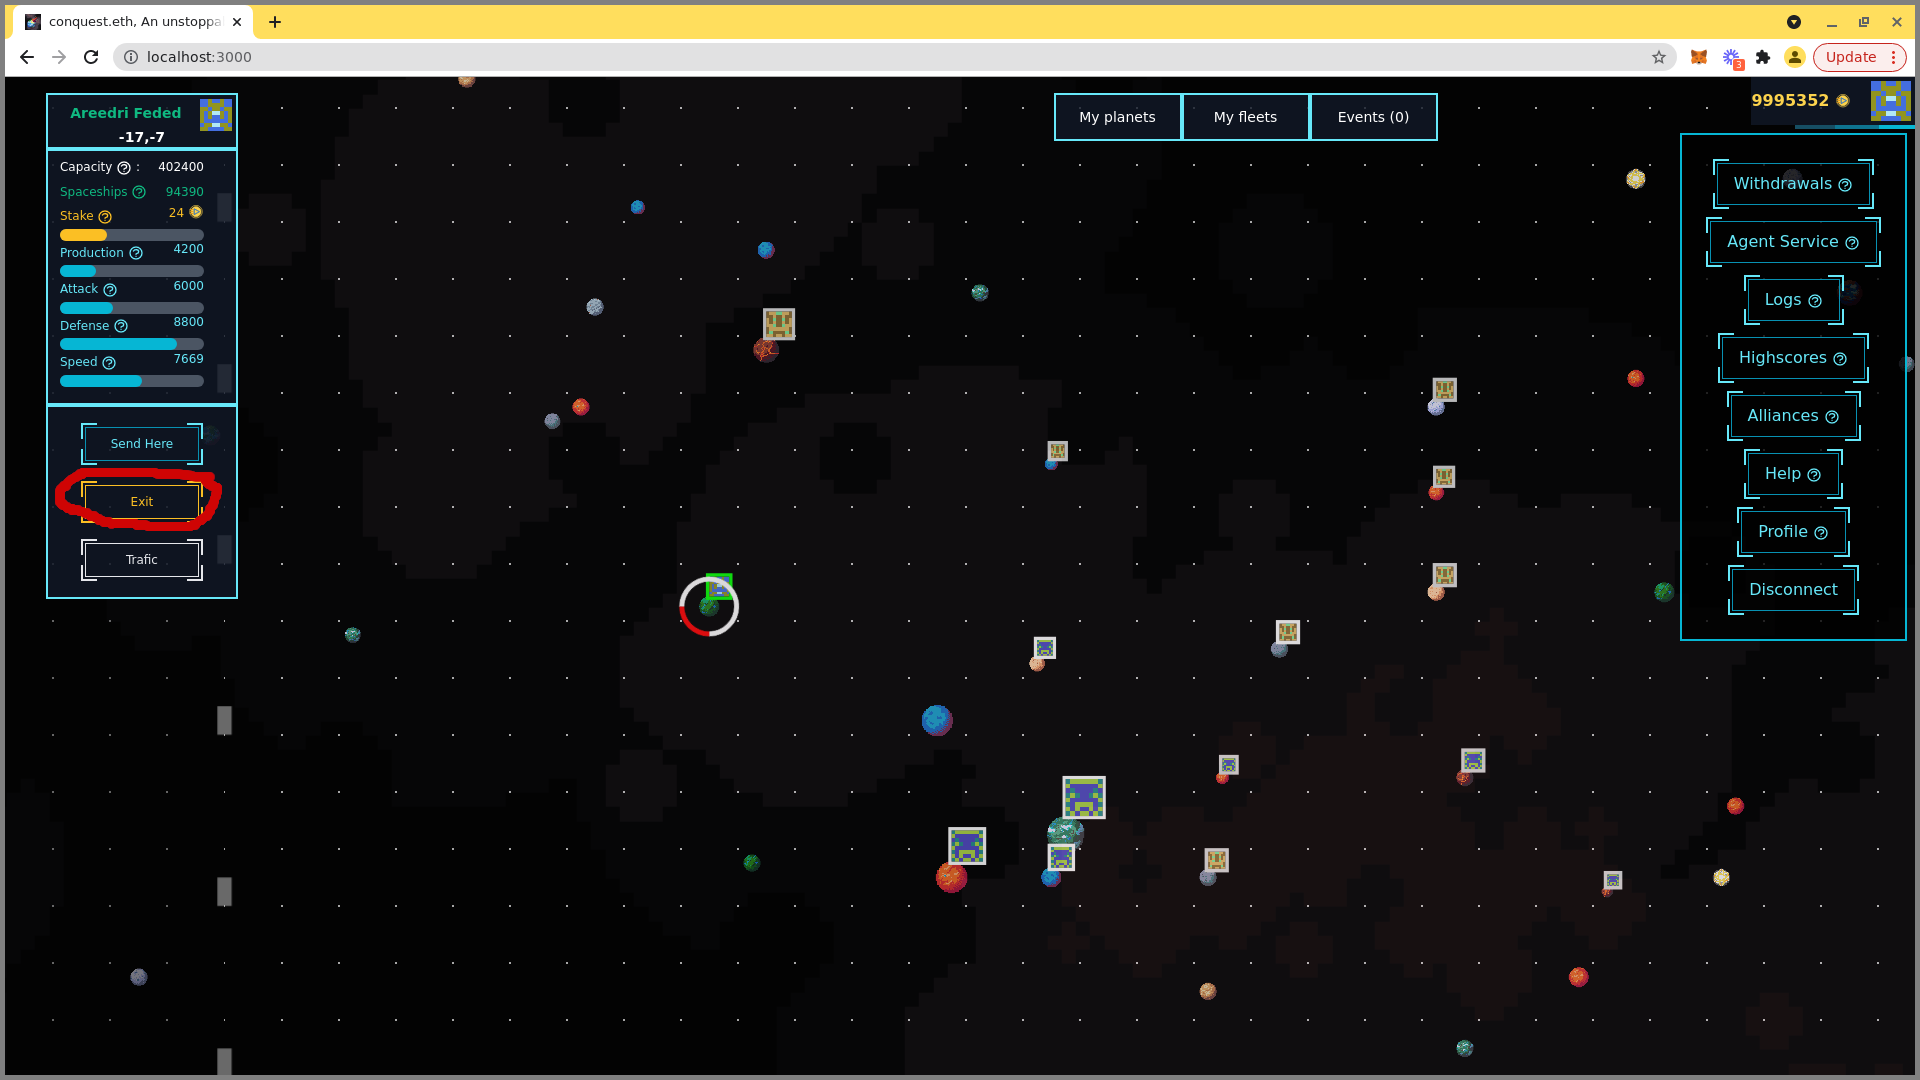 conquest.eth, An unstoppa
localhost:3000
3
Update
Areedri Feded
-17,-7
Capacity ? : 402400
Spaceships ? 94390
Stake ? 24
Production ? 4200
Attack ? 6000
Defense ? 8800
Speed ? 7669
Send Here
Exit
Trafic
My planets
My fleets
Events (0)
9995352
Withdrawals ?
Agent Service ?
Logs ?
Highscores ?
Alliances ?
Help ?
Profile ?
Disconnect